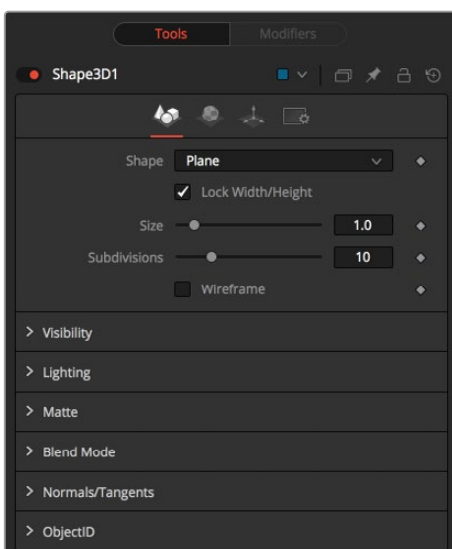 Tools Modifiers
Shape3D1
Shape Plane
Lock Width/Height
Size 1.0
Subdivisions 10
Wireframe
Visibility
Lighting
Matte
Blend Mode
Normals/Tangents
ObjectID